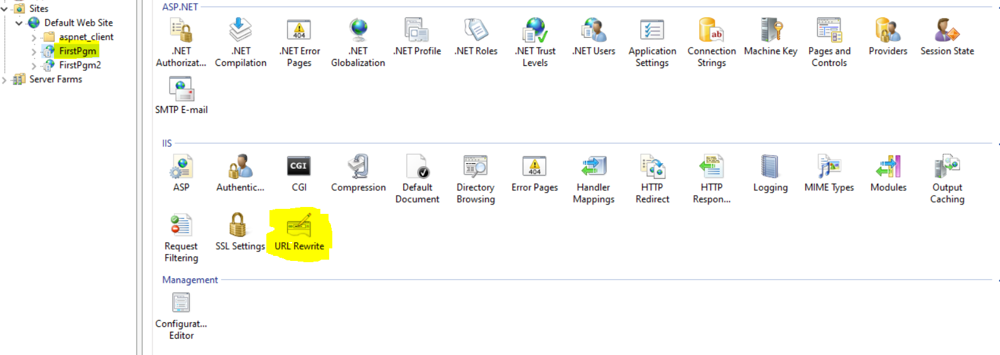 Sites
Default Web Site
aspnet_client
FirstPgm
FirstPgm2
Server Farms
ASP.NET
.NET Authorizat...
.NET Compilation
404
.NET Error Pages
.NET Globalization
.NET Profile
.NET Roles
.NET Trust Levels
.NET Users
Application Settings
ab
Connection Strings
Machine Key
Pages and Controls
Providers
Session State
SMTP E-mail
IIS
ASP
Authentic...
CGI
CGI
Compression
Default Document
Directory Browsing
404
Error Pages
Handler Mappings
HTTP Redirect
HTTP Respon...
Logging
MIME Types
Modules
Output Caching
Request Filtering
SSL Settings
URL Rewrite
Management
Configurat... Editor